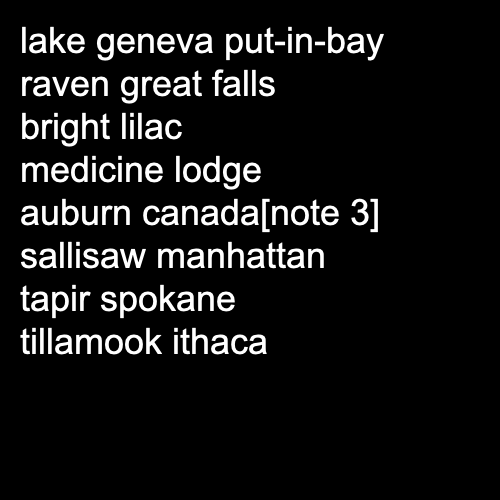 lake geneva put-in-bay
raven great falls
bright lilac
medicine lodge
auburn canada[note 3]
sallisaw manhattan
tapir spokane
tillamook ithaca